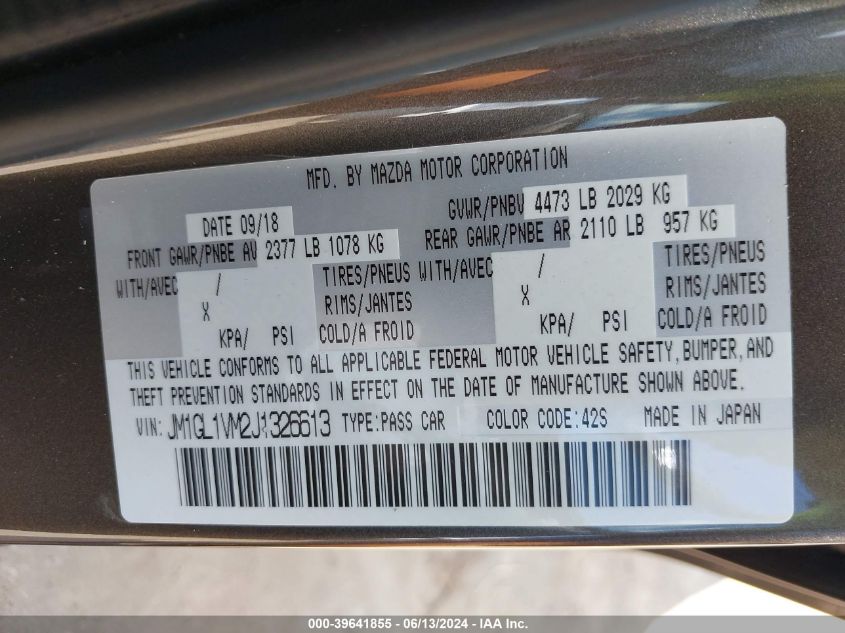 MFD. BY MAZDA MOTOR CORPORATION
DATE 09/18 GVWR/PNBV 4473 LB 2029 KG
FRONT GAWR/PNBE AV 2377 LB 1078 KG REAR GAWR/PNBE AR 2110 LB 957 KG
WITH/AVEC / TIRES/PNEUS WITH/AVEC / TIRES/PNEUS
X RIMS/JANTES X RIMS/JANTES
KPA/ PSI COLD/A FROID KPA/ PSI COLD/A FROID
THIS VEHICLE CONFORMS TO ALL APPLICABLE FEDERAL MOTOR VEHICLE SAFETY, BUMPER, AND
THEFT PREVENTION STANDARDS IN EFFECT ON THE DATE OF MANUFACTURE SHOWN ABOVE.
VIN: JM1GL1VM2J1326613 TYPE:PASS CAR COLOR CODE:42S MADE IN JAPAN
000-39641855 - 06/13/2024 - IAA Inc.